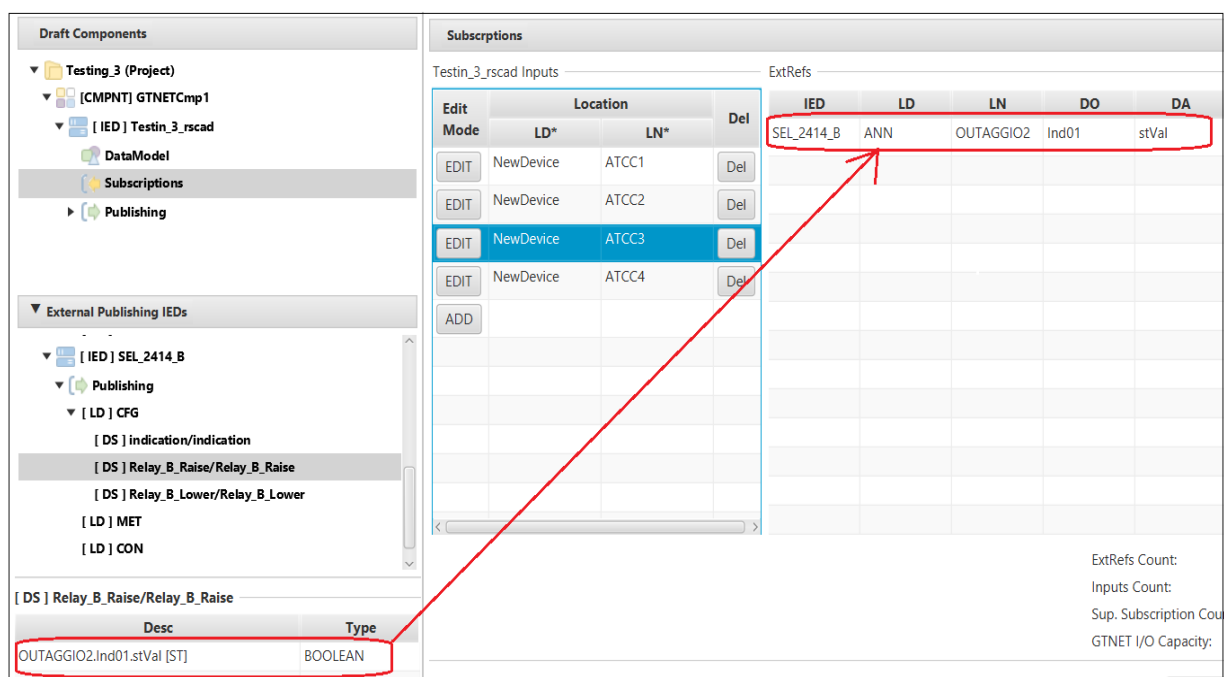 Draft Components
Testing_3 (Project)
[CMPNT] GTNETCmp1
[ IED ] Testin_3_rscad
DataModel
Subscriptions
Publishing
External Publishing IEDs
[ IED ] SEL_2414_B
Publishing
[ LD ] CFG
[ DS ] indication/indication
[ DS ] Relay_B_Raise/Relay_B_Raise
[ DS ] Relay_B_Lower/Relay_B_Lower
[ LD ] MET
[ LD ] CON
[ DS ] Relay_B_Raise/Relay_B_Raise
Desc Type
OUTAGGIO2.Ind01.stVal [ST] BOOLEAN
Subscrptions
Testin_3_rscad Inputs
Edit Mode Location Del
LD* LN*
EDIT NewDevice ATCC1 Del
EDIT NewDevice ATCC2 Del
EDIT NewDevice ATCC3 Del
EDIT NewDevice ATCC4 Del
ADD
ExtRefs
IED LD LN DO DA
SEL_2414_B ANN OUTAGGIO2 Ind01 stVal
ExtRefs Count:
Inputs Count:
Sup. Subscription Cou
GTNET I/O Capacity: